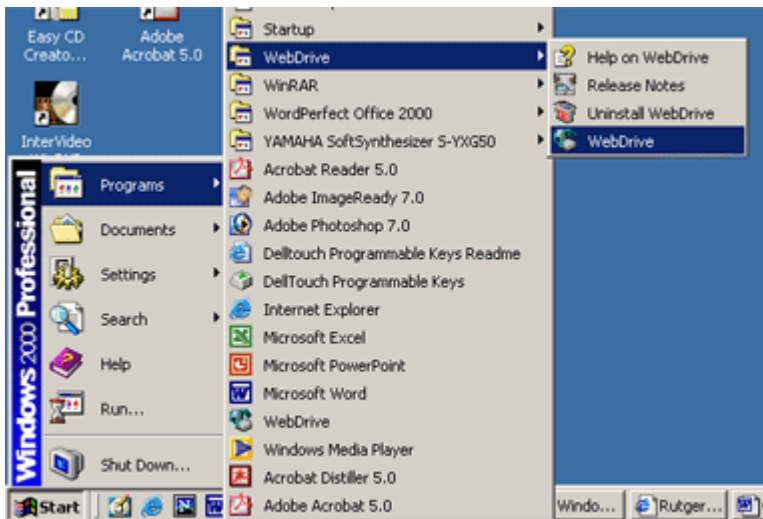 Easy CD
Creato...
Adobe
Acrobat 5.0
InterVideo
Windows 2000 Professional
Programs
Documents
Settings
Search
Help
Run...
Shut Down...
Startup
WebDrive
WinRAR
WordPerfect Office 2000
YAMAHA SoftSynthesizer S-YXG50
Acrobat Reader 5.0
Adobe ImageReady 7.0
Adobe Photoshop 7.0
Delltouch Programmable Keys Readme
DellTouch Programmable Keys
Internet Explorer
Microsoft Excel
Microsoft PowerPoint
Microsoft Word
WebDrive
Windows Media Player
Acrobat Distiller 5.0
Adobe Acrobat 5.0
Help on WebDrive
Release Notes
Uninstall WebDrive
WebDrive
Start
Windo...
Rutger...